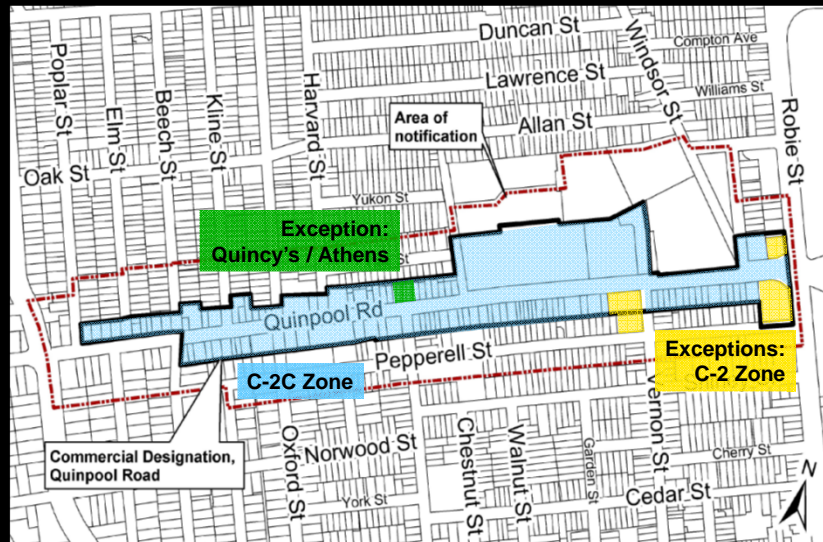 Duncan St
Compton Ave
Windsor St
Lawrence St
Williams St
Allan St
Robie St
Poplar St
Elm St
Beech St
Kline St
Harvard St
Area of
notification
Oak St
Yukon St
Exception:
Quincy's / Athens
St
Quinpool Rd
Pepperell St
C-2C Zone
Exceptions:
C-2 Zone
Commercial Designation,
Quinpool Road
Oxford St
Norwood St
York St
Chestnut St
Walnut St
Garden St
Vernon St
Cherry St
Cedar St
N